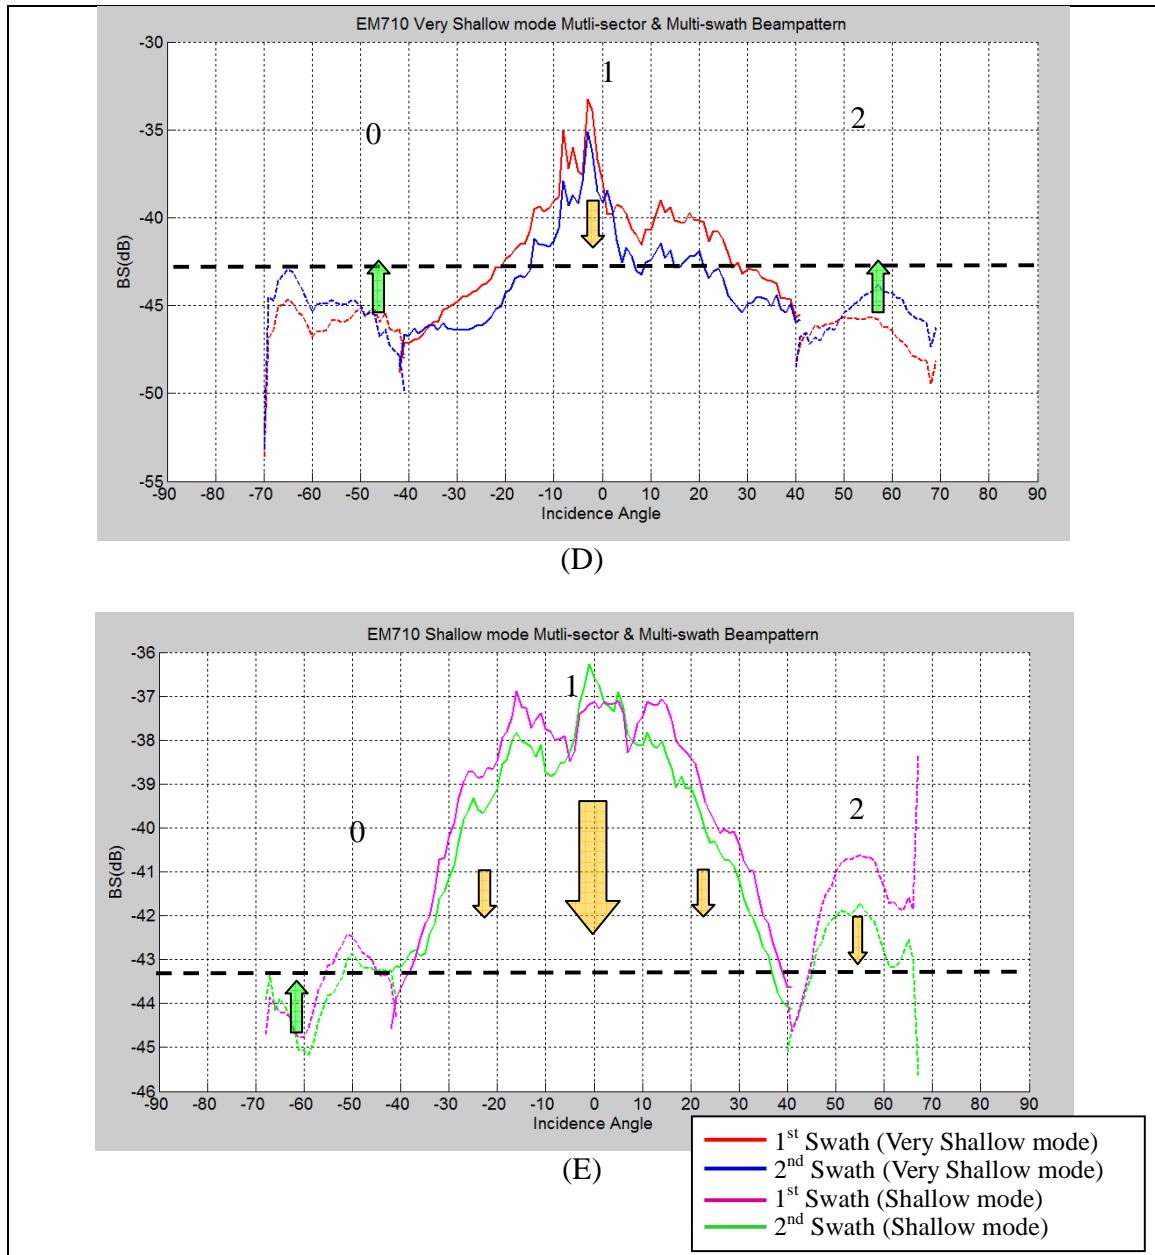 EM710 Very Shallow mode Mutli-sector & Multi-swath Beampattern
-30
-35
-40
-45
-50
-55
BS(dB)
0
1
2
-90 -80 -70 -60 -50 -40 -30 -20 -10 0 10 20 30 40 50 60 70 80 90
Incidence Angle
(D)
EM710 Shallow mode Mutli-sector & Multi-swath Beampattern
-36
-37
-38
-39
-40
-41
-42
-43
-44
-45
-46
BS(dB)
0
1
2
-90 -80 -70 -60 -50 -40 -30 -20 -10 0 10 20 30 40 50 60 70 80 90
Incidence Angle
(E)
1st Swath (Very Shallow mode)
2nd Swath (Very Shallow mode)
1st Swath (Shallow mode)
2nd Swath (Shallow mode)